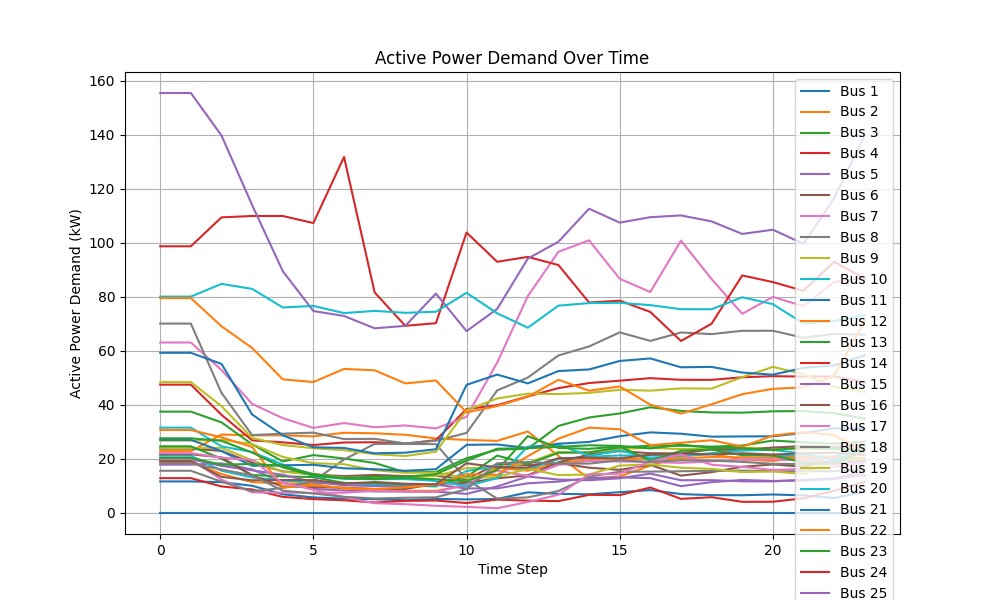 Active Power Demand Over Time
Active Power Demand (kW)
160
140
120
100
80
60
40
20
0
0
5
10
15
20
Time Step
Bus 1
Bus 2
Bus 3
Bus 4
Bus 5
Bus 6
Bus 7
Bus 8
Bus 9
Bus 10
Bus 11
Bus 12
Bus 13
Bus 14
Bus 15
Bus 16
Bus 17
Bus 18
Bus 19
Bus 20
Bus 21
Bus 22
Bus 23
Bus 24
Bus 25